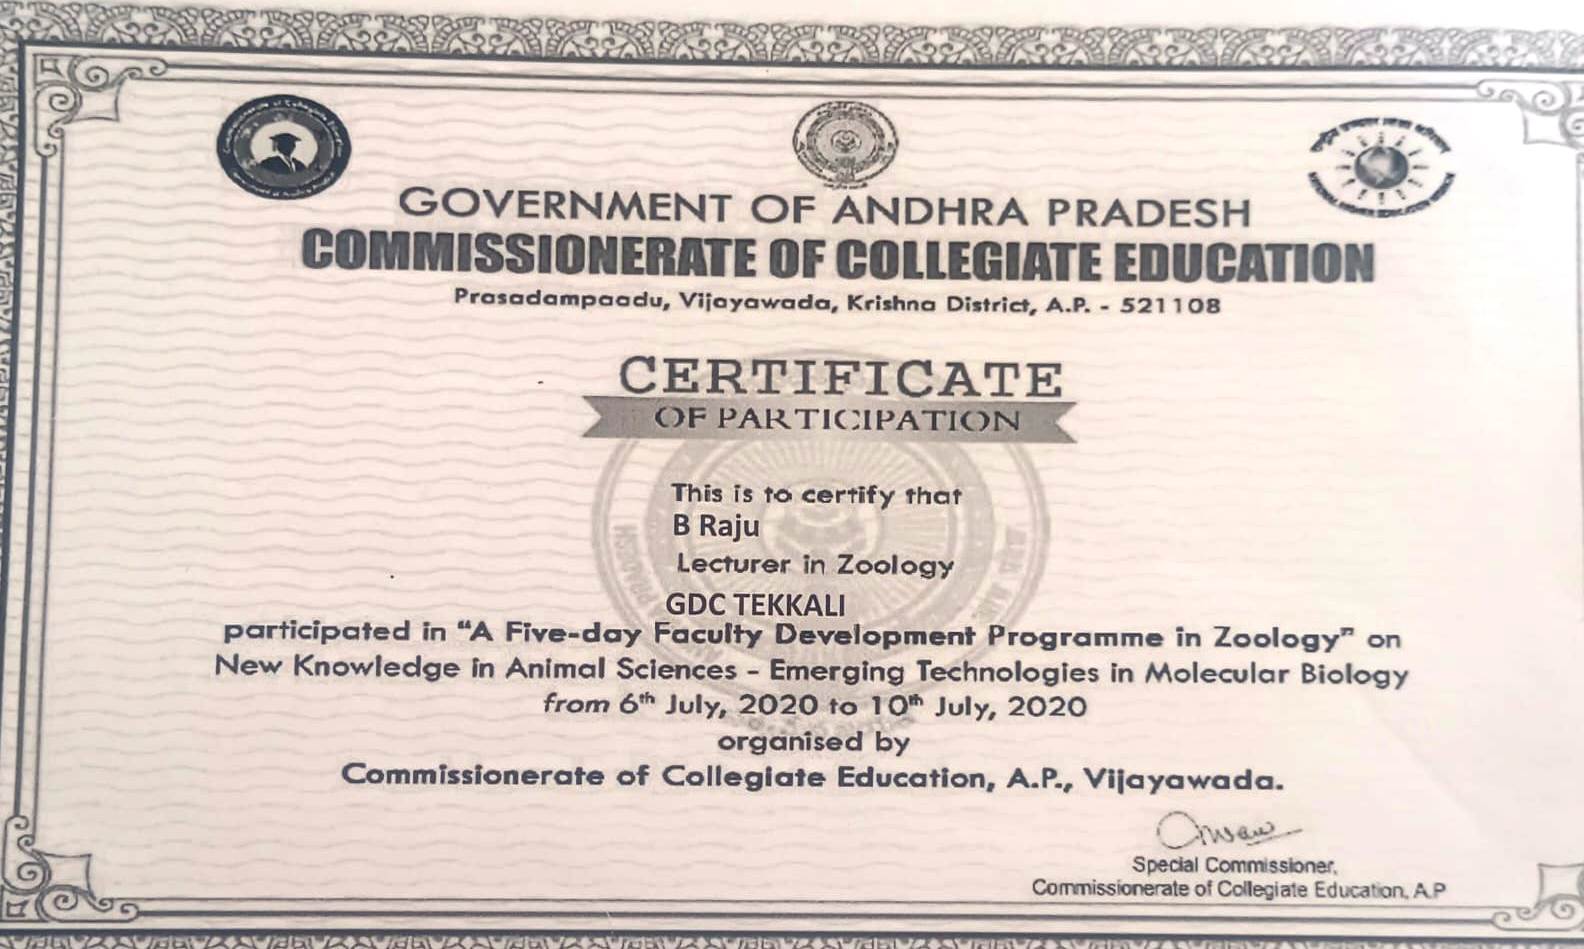 GOVERNMENT OF ANDHRA PRADESH
COMMISSIONERATE OF COLLEGIATE EDUCATION
Prasadampaadu, Vijayawada, Krishna District, A.P. - 521108
CERTIFICATE
OF PARTICIPATION
This is to certify that
B Raju
Lecturer in Zoology
GDC TEKKALI
participated in “A Five-day Faculty Development Programme in Zoology” on
New Knowledge in Animal Sciences - Emerging Technologies in Molecular Biology
from 6th July, 2020 to 10th July, 2020
organised by
Commissionerate of Collegiate Education, A.P., Vijayawada.
Special Commissioner,
Commissionerate of Collegiate Education, A.P